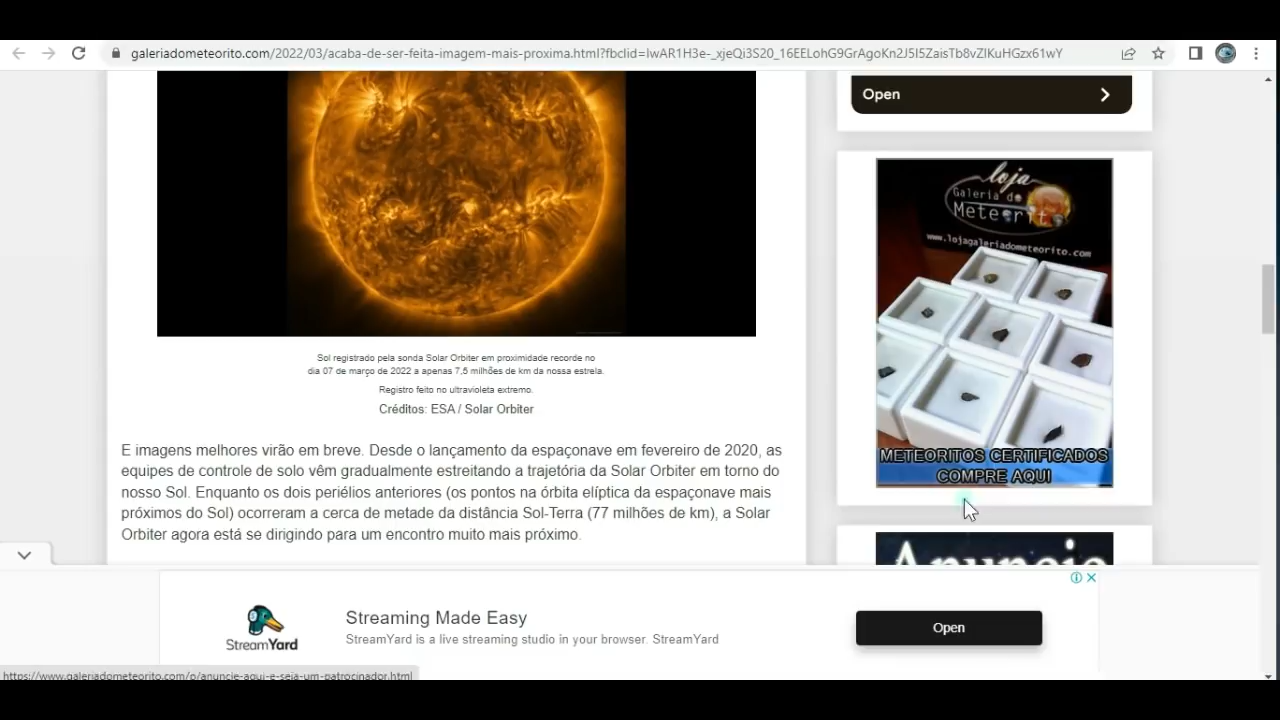 galeriadometeorito.com/2022/03/acaba-de-ser-feita-imagem-mais-proxima.html?fbclid=IwAR1H3e-_xjeQi3S20_16EELohG9GrAgoKn2J5I5ZaisTb8vZIKuHGzx61wY
Sol registrado pela sonda Solar Orbiter em proximidade recorde no
dia 07 de março de 2022 a apenas 7,5 milhões de km da nossa estrela.
Registro feito no ultravioleta extremo.
Créditos: ESA / Solar Orbiter
E imagens melhores virão em breve. Desde o lançamento da espaçonave em fevereiro de 2020, as
equipes de controle de solo vêm gradualmente estreitando a trajetória da Solar Orbiter em torno do
nosso Sol. Enquanto os dois periélios anteriores (os pontos na órbita elíptica da espaçonave mais
próximos do Sol) ocorreram a cerca de metade da distância Sol-Terra (77 milhões de km), a Solar
Orbiter agora está se dirigindo para um encontro muito mais próximo.
Open
loja
Galeria do
Meteorito
www.lojagaleriadometeorito.com
METEORITOS CERTIFICADOS
COMPRE AQUI
Anuncie
StreamYard
Streaming Made Easy
StreamYard is a live streaming studio in your browser. StreamYard
Open
https://www.galeriadometeorito.com/p/anuncie-aqui-e-seja-um-patrocinador.html